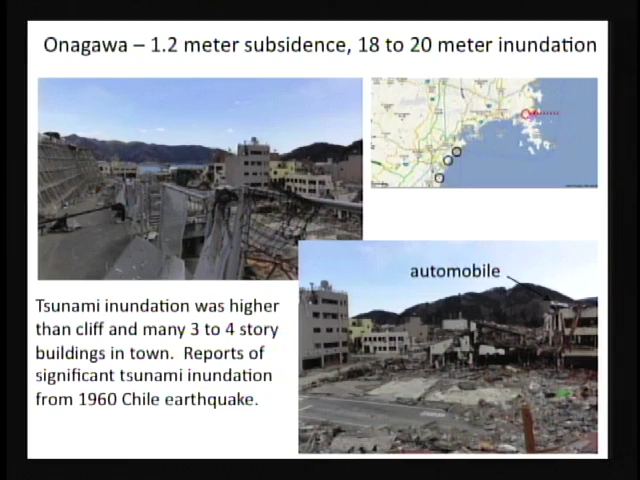 Onagawa – 1.2 meter subsidence, 18 to 20 meter inundation
automobile
Tsunami inundation was higher
than cliff and many 3 to 4 story
buildings in town.  Reports of
significant tsunami inundation
from 1960 Chile earthquake.